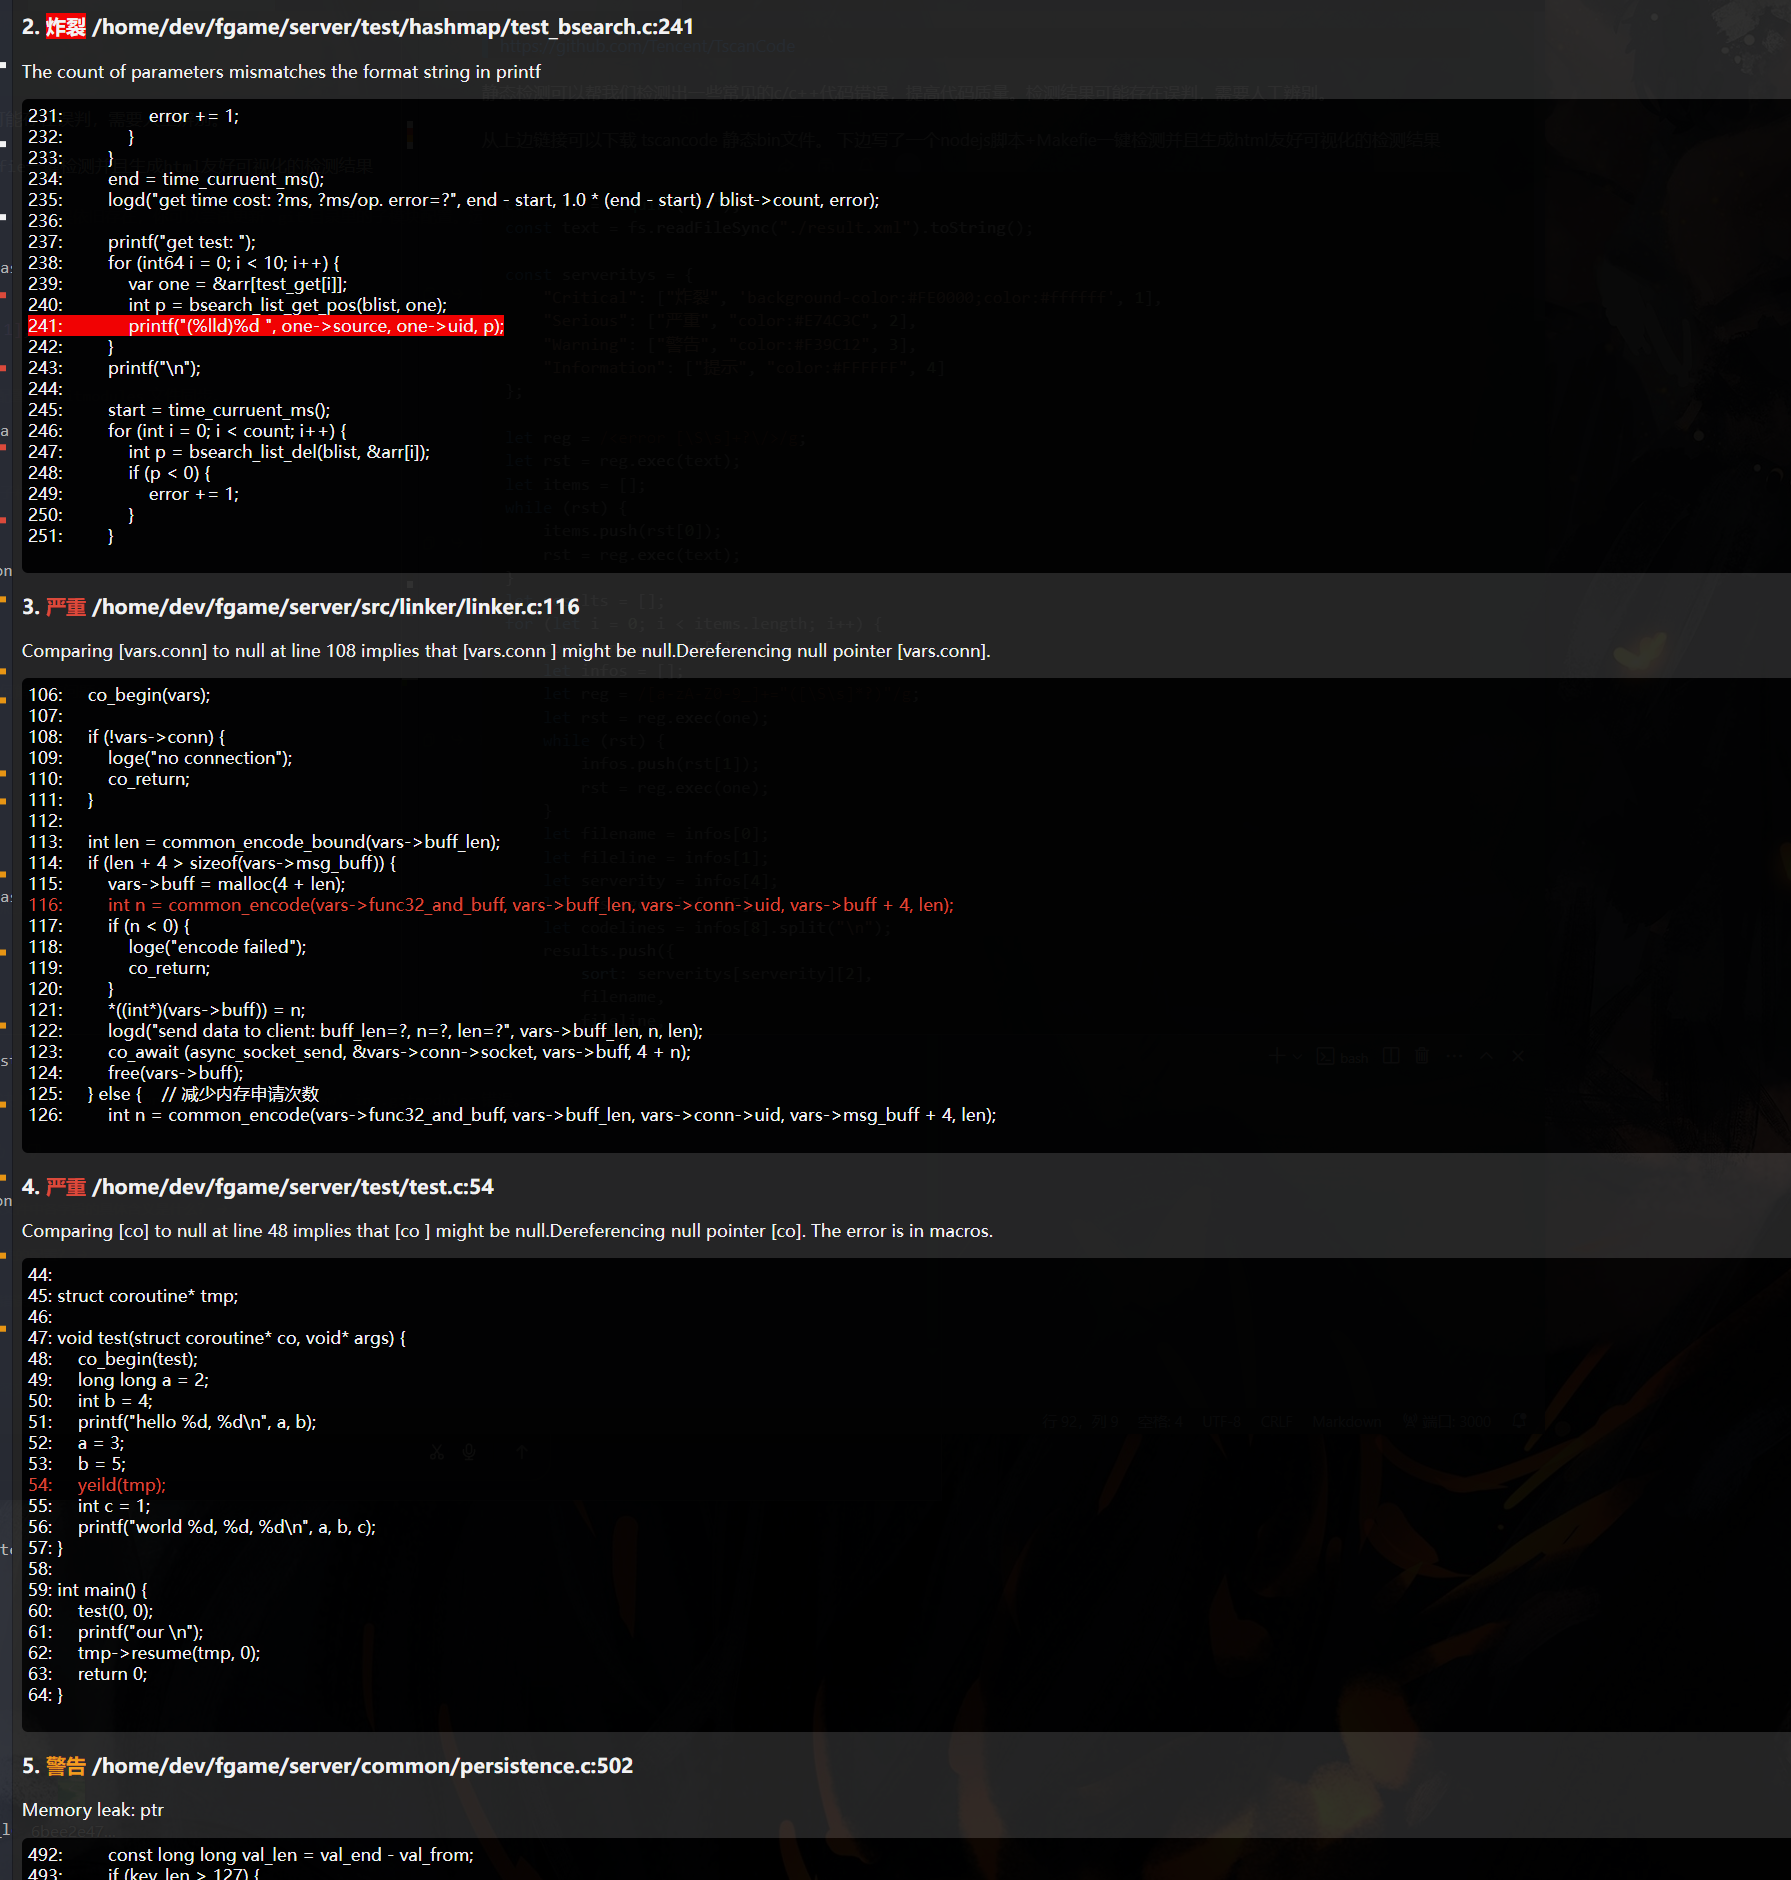 2. 炸裂 /home/dev/fgame/server/test/hashmap/test_bsearch.c:241
The count of parameters mismatches the format string in printf
231:                 error += 1;
232:             }
233:         }
234:         end = time_curruent_ms();
235:         logd("get time cost: ?ms, ?ms/op. error=?", end - start, 1.0 * (end - start) / blist->count, error);
236:
237:         printf("get test: ");
238:         for (int64 i = 0; i < 10; i++) {
239:             var one = &arr[test_get[i]];
240:             int p = bsearch_list_get_pos(blist, one);
241:             printf("(%lld)%d ", one->source, one->uid, p);
242:         }
243:         printf("\n");
244:
245:         start = time_curruent_ms();
246:         for (int i = 0; i < count; i++) {
247:             int p = bsearch_list_del(blist, &arr[i]);
248:             if (p < 0) {
249:                 error += 1;
250:             }
251:         }
3. 严重 /home/dev/fgame/server/src/linker/linker.c:116
Comparing [vars.conn] to null at line 108 implies that [vars.conn ] might be null.Dereferencing null pointer [vars.conn].
106:     co_begin(vars);
107:
108:     if (!vars->conn) {
109:         loge("no connection");
110:         co_return;
111:     }
112:
113:     int len = common_encode_bound(vars->buff_len);
114:     if (len + 4 > sizeof(vars->msg_buff)) {
115:         vars->buff = malloc(4 + len);
116:         int n = common_encode(vars->func32_and_buff, vars->buff_len, vars->conn->uid, vars->buff + 4, len);
117:         if (n < 0) {
118:             loge("encode failed");
119:             co_return;
120:         }
121:         *((int*)(vars->buff)) = n;
122:         logd("send data to client: buff_len=?, n=?, len=?", vars->buff_len, n, len);
123:         co_await (async_socket_send, &vars->conn->socket, vars->buff, 4 + n);
124:         free(vars->buff);
125:     } else {    // 减少内存申请次数
126:         int n = common_encode(vars->func32_and_buff, vars->buff_len, vars->conn->uid, vars->msg_buff + 4, len);
4. 严重 /home/dev/fgame/server/test/test.c:54
Comparing [co] to null at line 48 implies that [co ] might be null.Dereferencing null pointer [co]. The error is in macros.
44:
45: struct coroutine* tmp;
46:
47: void test(struct coroutine* co, void* args) {
48:     co_begin(test);
49:     long long a = 2;
50:     int b = 4;
51:     printf("hello %d, %d\n", a, b);
52:     a = 3;
53:     b = 5;
54:     yeild(tmp);
55:     int c = 1;
56:     printf("world %d, %d, %d\n", a, b, c);
57: }
58:
59: int main() {
60:     test(0, 0);
61:     printf("our \n");
62:     tmp->resume(tmp, 0);
63:     return 0;
64: }
5. 警告 /home/dev/fgame/server/common/persistence.c:502
Memory leak: ptr
492:         const long long val_len = val_end - val_from;
493:         if (key_len > 127) {